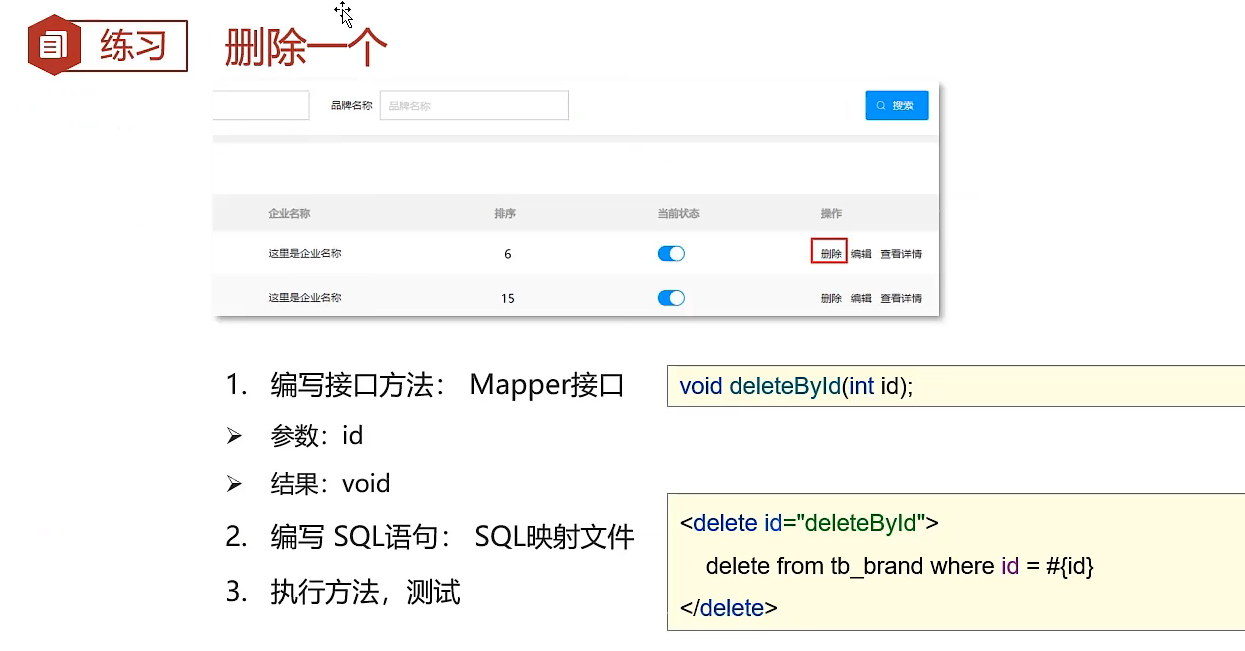 练习
删除一个
品牌名称 品牌名称 搜索
企业名称 排序 当前状态 操作
这里是企业名称 6 删除 编辑 查看详情
这里是企业名称 15 删除 编辑 查看详情
1. 编写接口方法： Mapper接口
void deleteById(int id);
➢ 参数：id
➢ 结果：void
2. 编写 SQL语句： SQL映射文件
3. 执行方法，测试
<delete id="deleteById">
delete from tb_brand where id = #{id}
</delete>